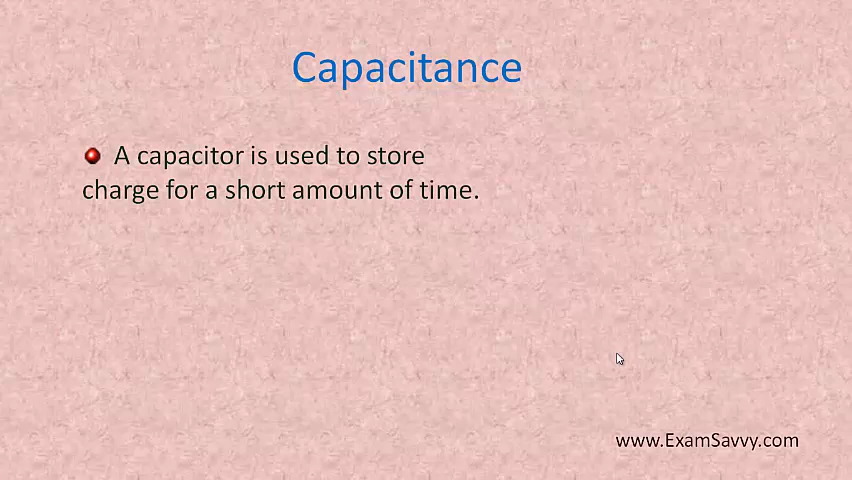 Capacitance
A capacitor is used to store
charge for a short amount of time.
www.ExamSavvy.com